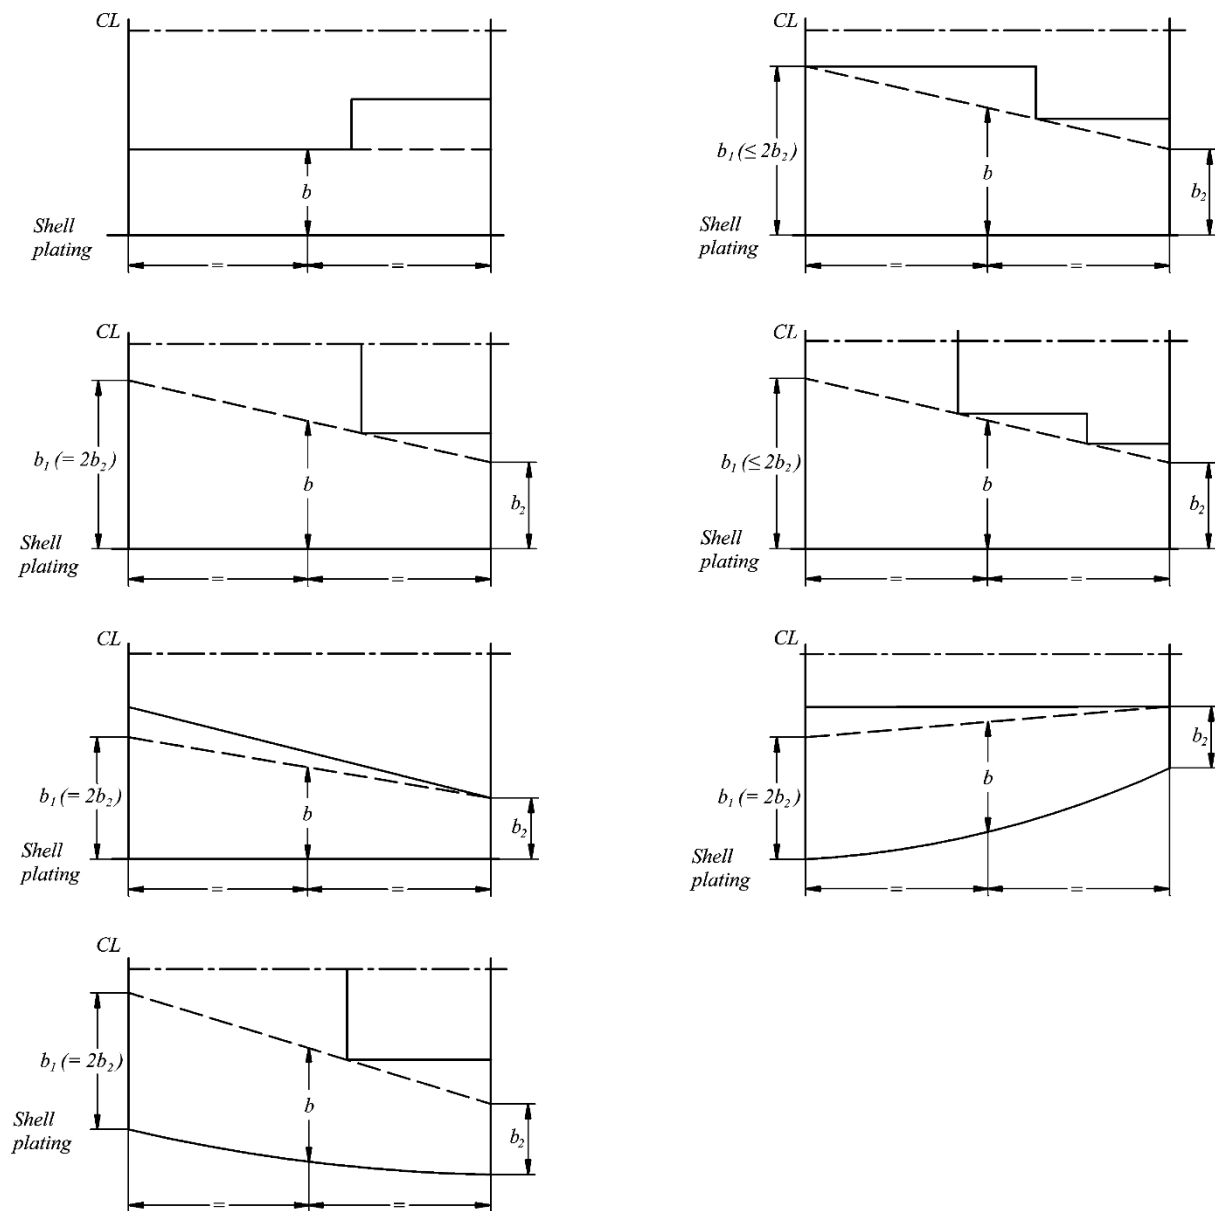 CL
b
Shell
plating
= =
CL
b₁ (≤ 2b₂)
b
b₂
Shell
plating
= =
CL
b₁ (= 2b₂)
b
b₂
Shell
plating
= =
CL
b₁ (≤ 2b₂)
b
b₂
Shell
plating
= =
CL
b₁ (= 2b₂)
b
b₂
Shell
plating
= =
CL
b₂
b
b₁ (= 2b₂)
Shell
plating
= =
CL
b₁ (= 2b₂)
b
Shell
plating
b₂
= =